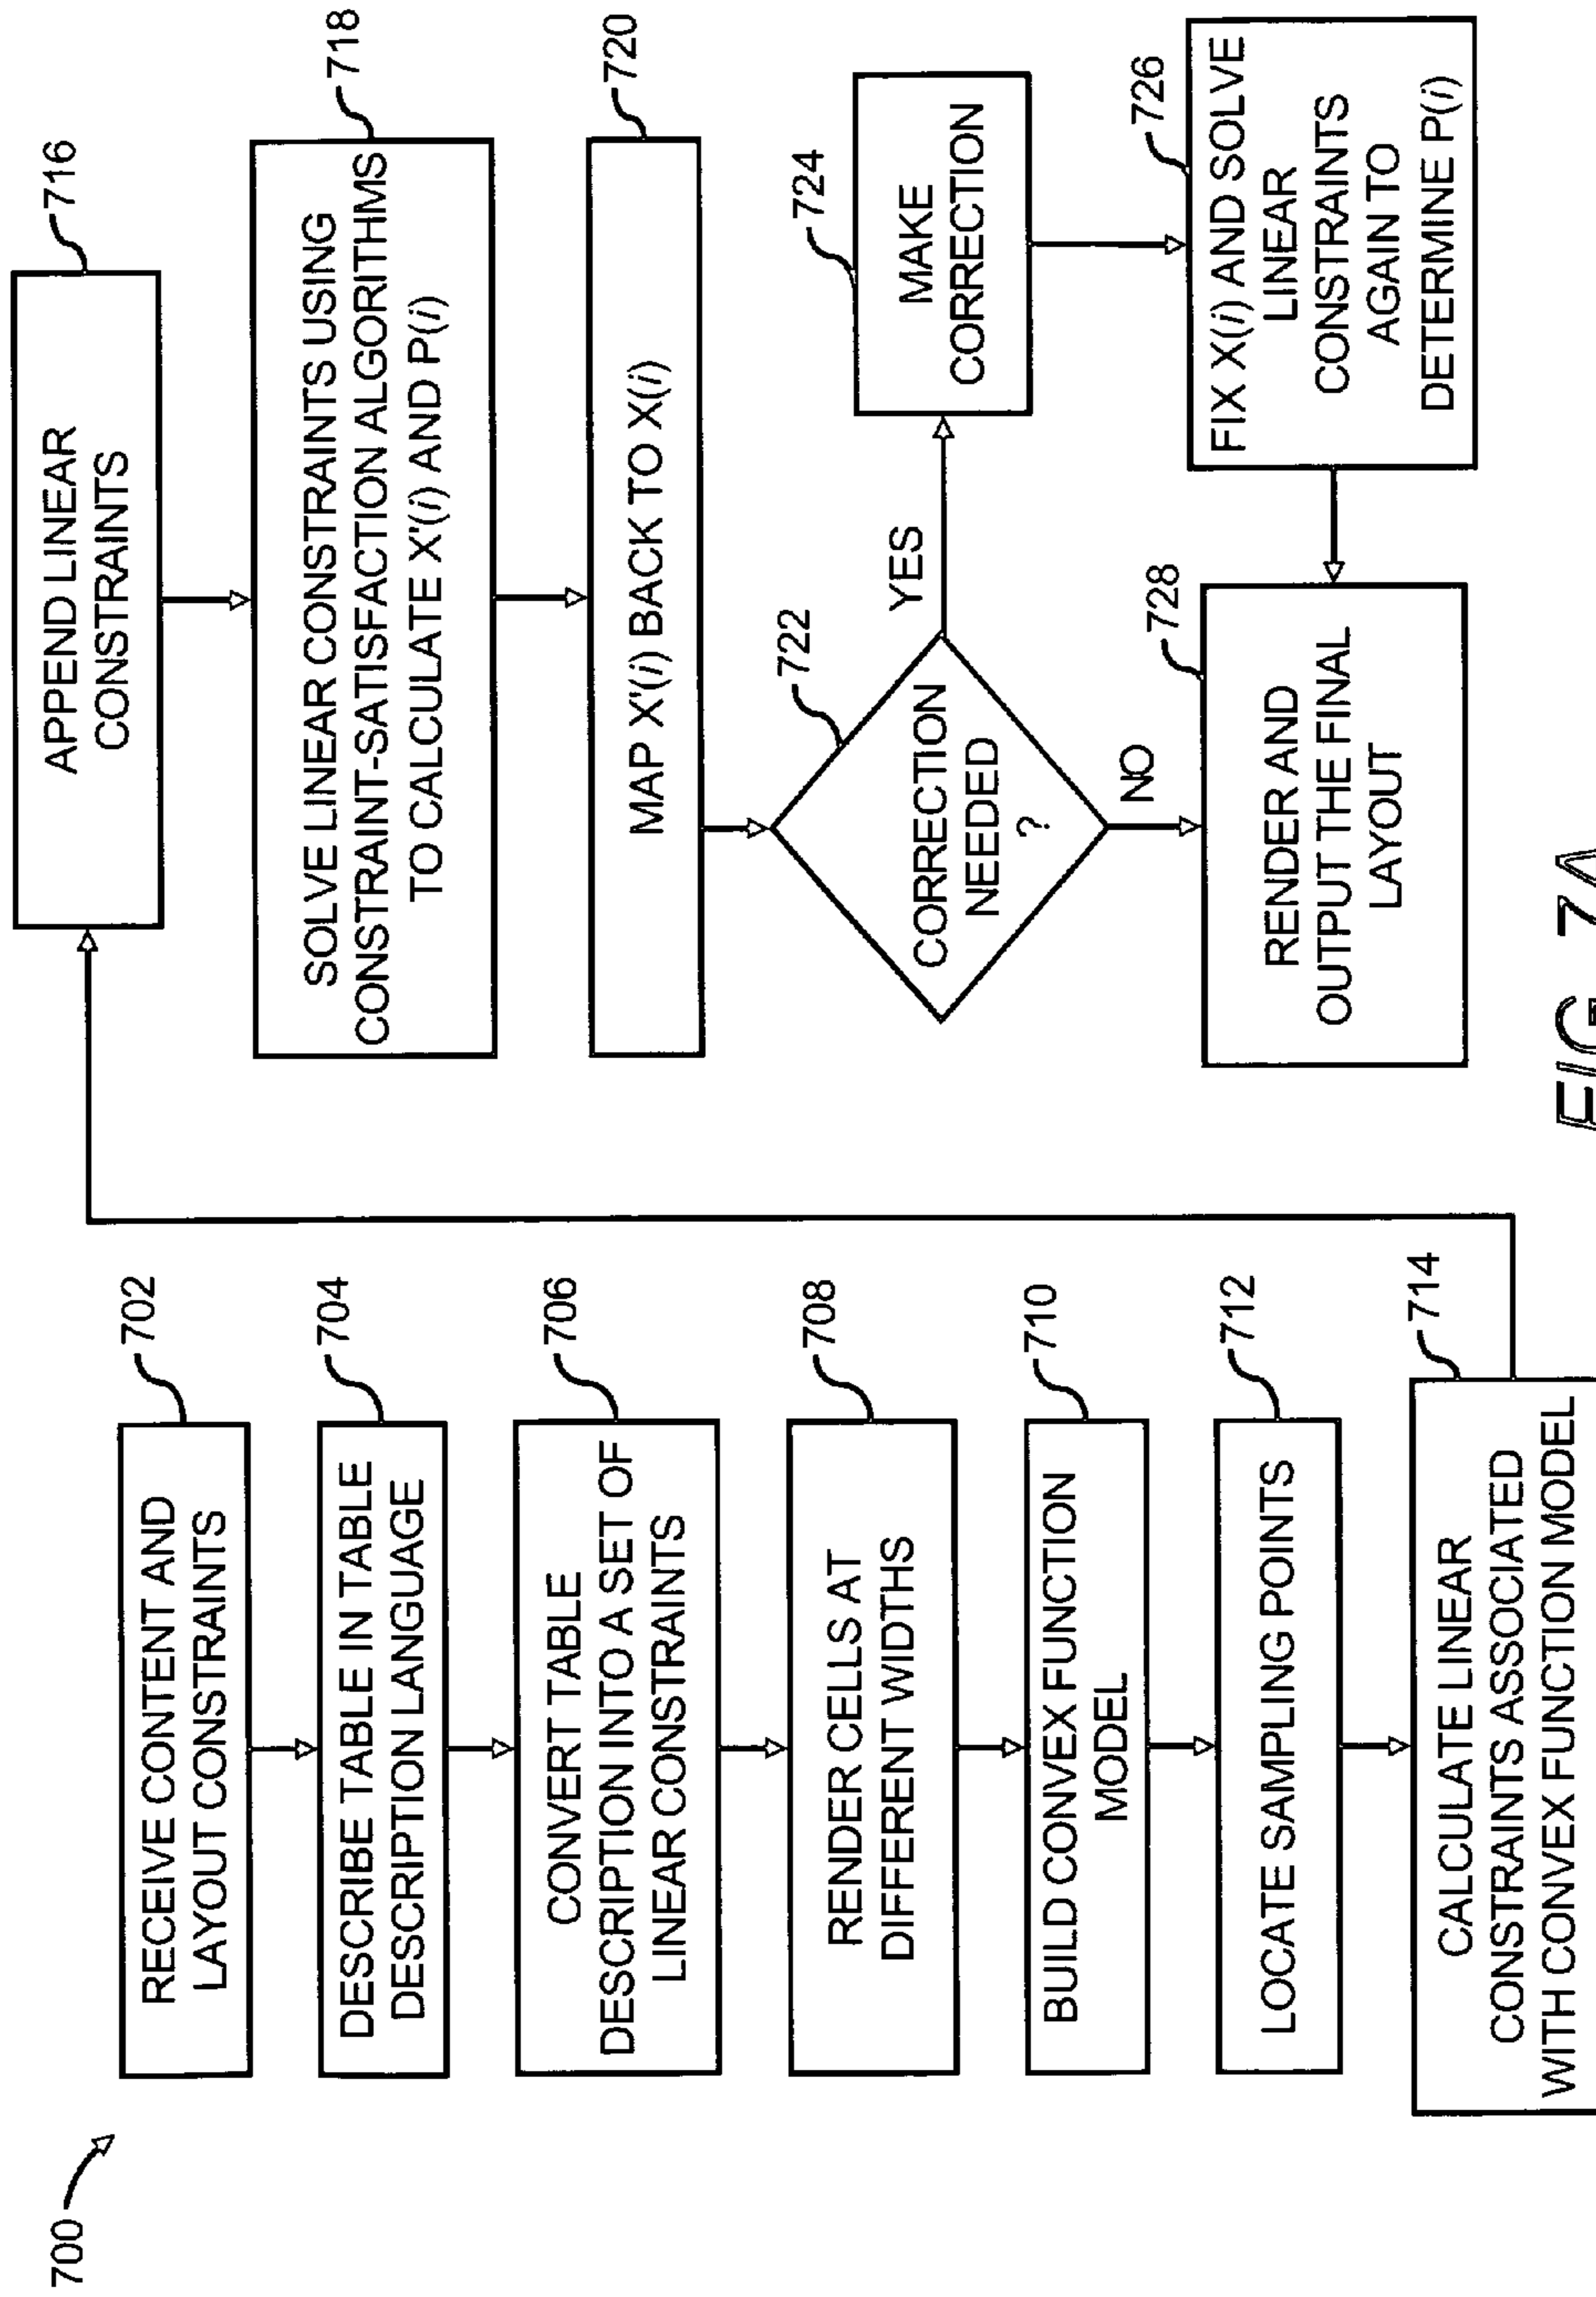 700
702
RECEIVE CONTENT AND
LAYOUT CONSTRAINTS
704
DESCRIBE TABLE IN TABLE
DESCRIPTION LANGUAGE
706
CONVERT TABLE
DESCRIPTION INTO A SET OF
LINEAR CONSTRAINTS
708
RENDER CELLS AT
DIFFERENT WIDTHS
710
BUILD CONVEX FUNCTION
MODEL
712
LOCATE SAMPLING POINTS
714
CALCULATE LINEAR
CONSTRAINTS ASSOCIATED
WITH CONVEX FUNCTION MODEL
716
APPEND LINEAR
CONSTRAINTS
718
SOLVE LINEAR CONSTRAINTS USING
CONSTRAINT-SATISFACTION ALGORITHMS
TO CALCULATE X'(i) AND P(i)
720
MAP X'(i) BACK TO X(i)
722
CORRECTION
NEEDED
?
YES
NO
724
MAKE
CORRECTION
726
FIX X(i) AND SOLVE
LINEAR
CONSTRAINTS
AGAIN TO
DETERMINE P(i)
728
RENDER AND
OUTPUT THE FINAL
LAYOUT
FIG. 7A